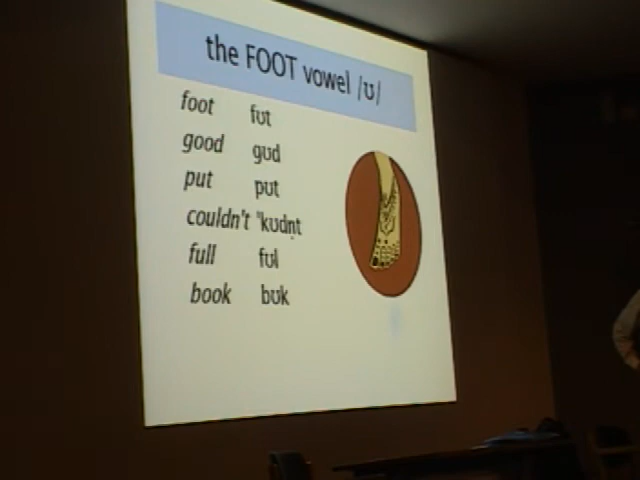 the FOOT vowel /ʊ/
foot fʊt
good gʊd
put pʊt
couldn't ˈkʊdn̩t
full fʊl
book bʊk